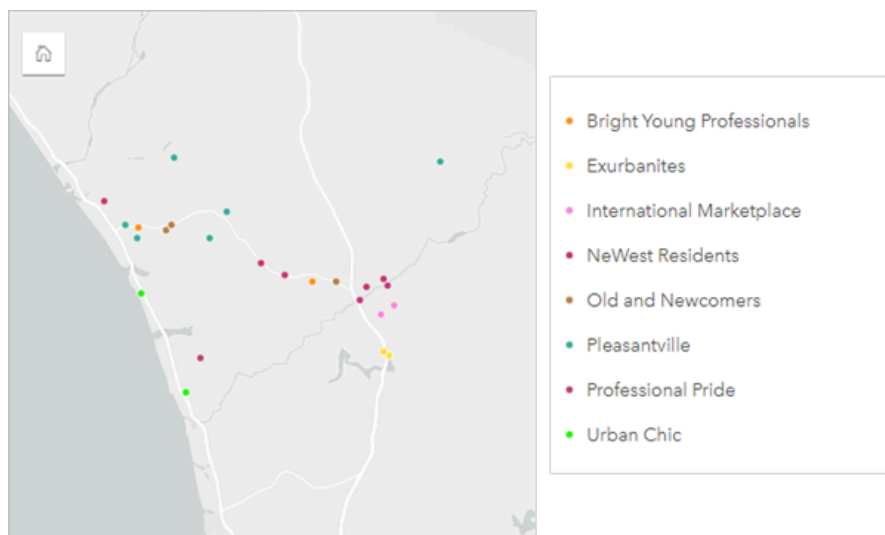 Bright Young Professionals
Exurbanites
International Marketplace
NeWest Residents
Old and Newcomers
Pleasantville
Professional Pride
Urban Chic